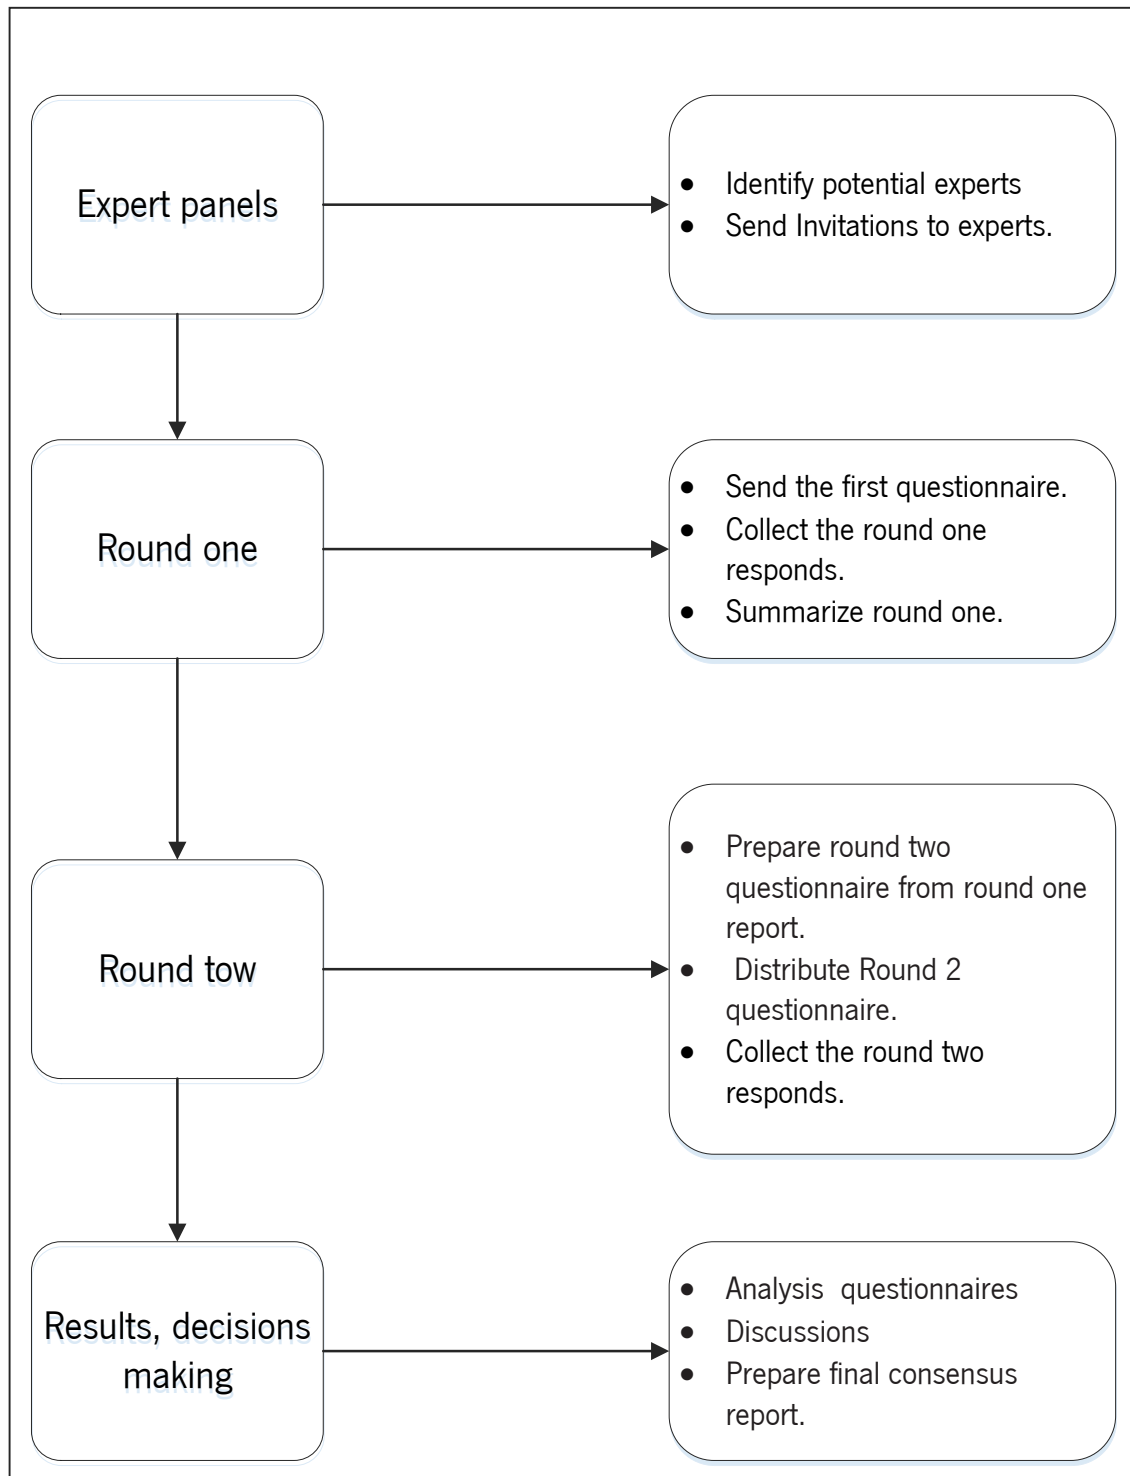 Expert panels
● Identify potential experts
● Send Invitations to experts.
Round one
● Send the first questionnaire.
● Collect the round one
responds.
● Summarize round one.
Round tow
● Prepare round two
questionnaire from round one
report.
● Distribute Round 2
questionnaire.
● Collect the round two
responds.
Results, decisions
making
● Analysis  questionnaires
● Discussions
● Prepare final consensus
report.